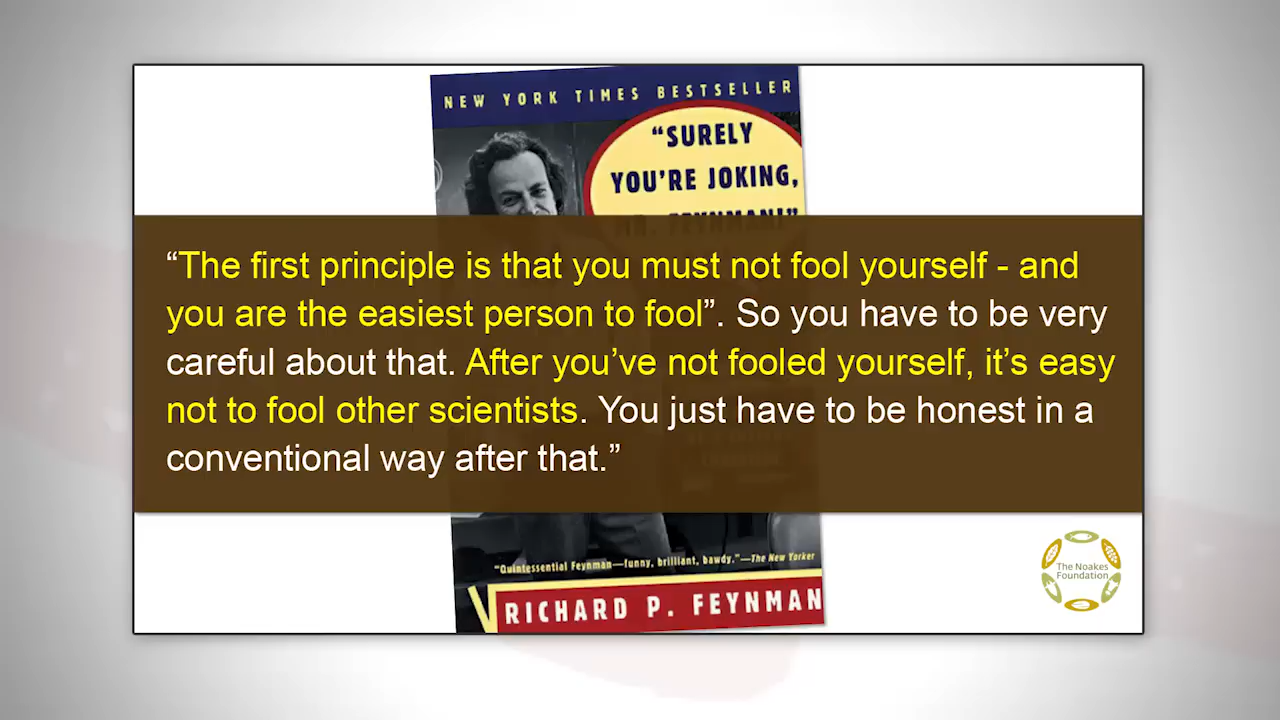 NEW YORK TIMES BESTSELLER
"SURELY
YOU'RE JOKING,
MR. FEYNMAN!"
“The first principle is that you must not fool yourself - and
you are the easiest person to fool”. So you have to be very
careful about that. After you’ve not fooled yourself, it’s easy
not to fool other scientists. You just have to be honest in a
conventional way after that.”
"Quintessential Feynman—funny, brilliant, bawdy."—The New Yorker
RICHARD P. FEYNMAN
The Noakes
Foundation